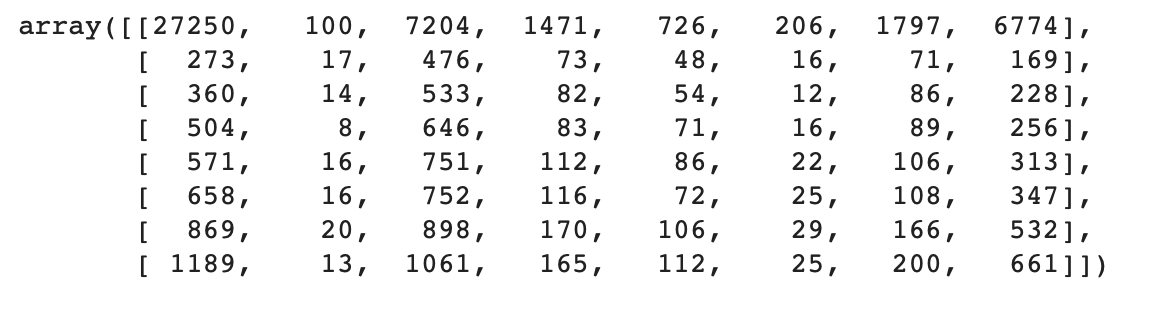 array([[27250,   100,  7204,  1471,   726,   206,  1797,  6774],
       [  273,    17,   476,    73,    48,    16,    71,   169],
       [  360,    14,   533,    82,    54,    12,    86,   228],
       [  504,     8,   646,    83,    71,    16,    89,   256],
       [  571,    16,   751,   112,    86,    22,   106,   313],
       [  658,    16,   752,   116,    72,    25,   108,   347],
       [  869,    20,   898,   170,   106,    29,   166,   532],
       [ 1189,    13,  1061,   165,   112,    25,   200,   661]])